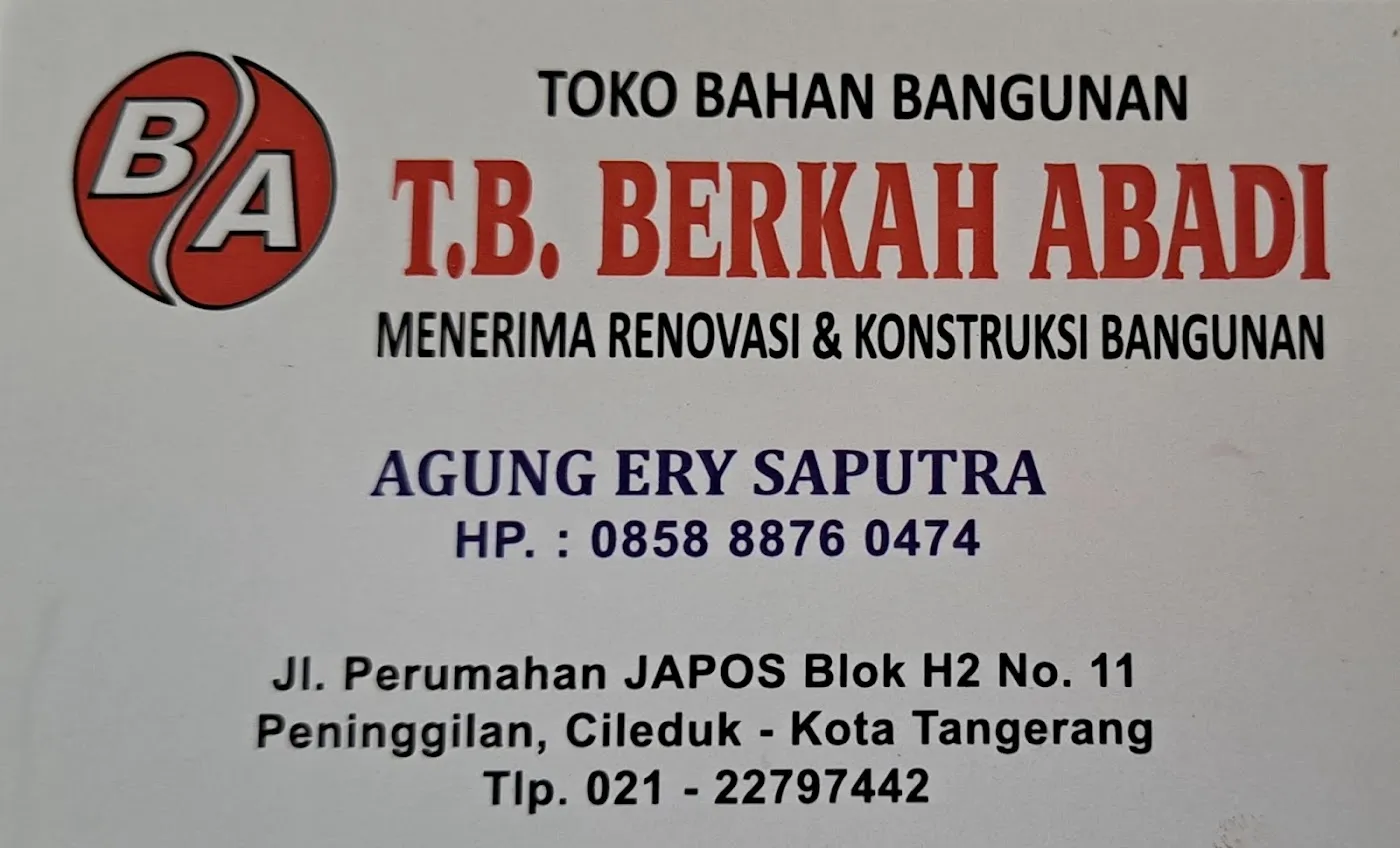 BA
TOKO BAHAN BANGUNAN
T.B. BERKAH ABADI
MENERIMA RENOVASI & KONSTRUKSI BANGUNAN
AGUNG ERY SAPUTRA
HP. : 0858 8876 0474
Jl. Perumahan JAPOS Blok H2 No. 11
Peninggilan, Cileduk - Kota Tangerang
Tlp. 021 - 22797442